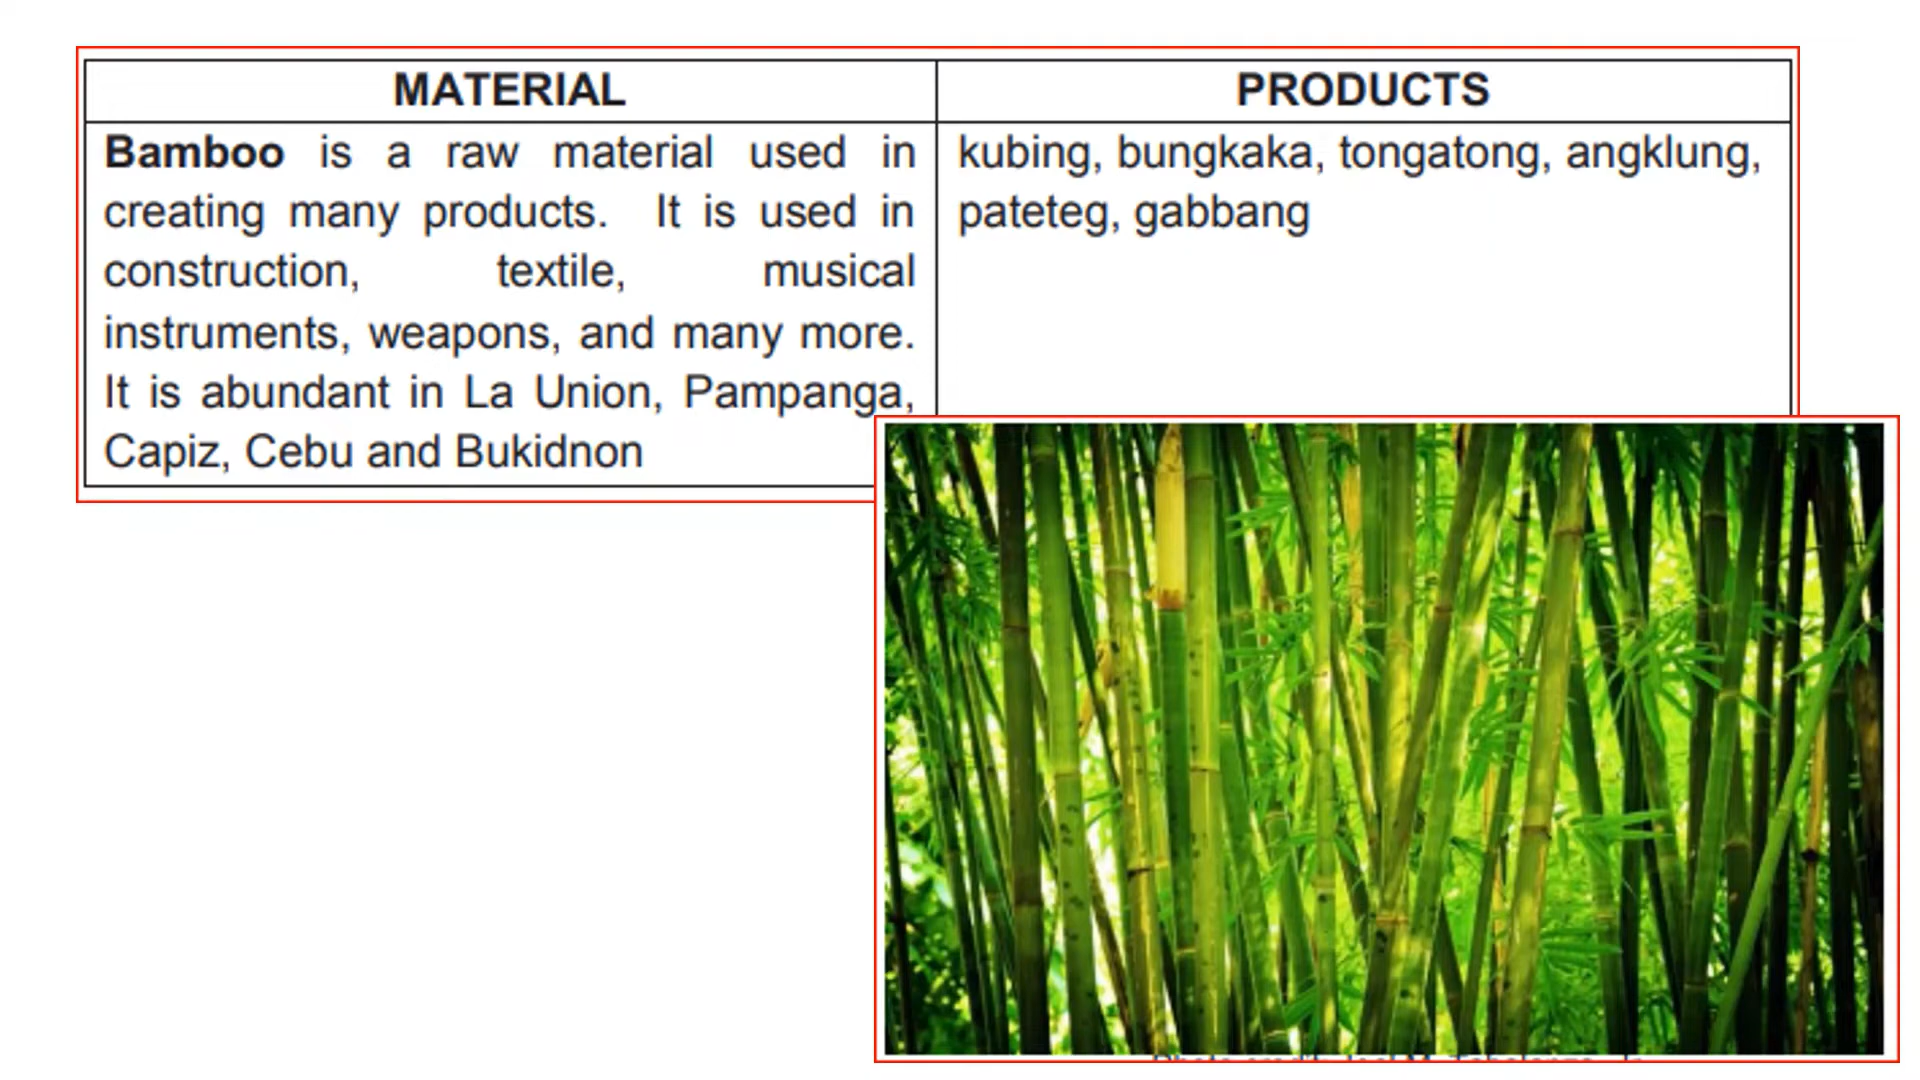 MATERIAL
PRODUCTS
Bamboo is a raw material used in
creating many products. It is used in
construction, textile, musical
instruments, weapons, and many more.
It is abundant in La Union, Pampanga,
Capiz, Cebu and Bukidnon
kubing, bungkaka, tongatong, angklung,
pateteg, gabbang